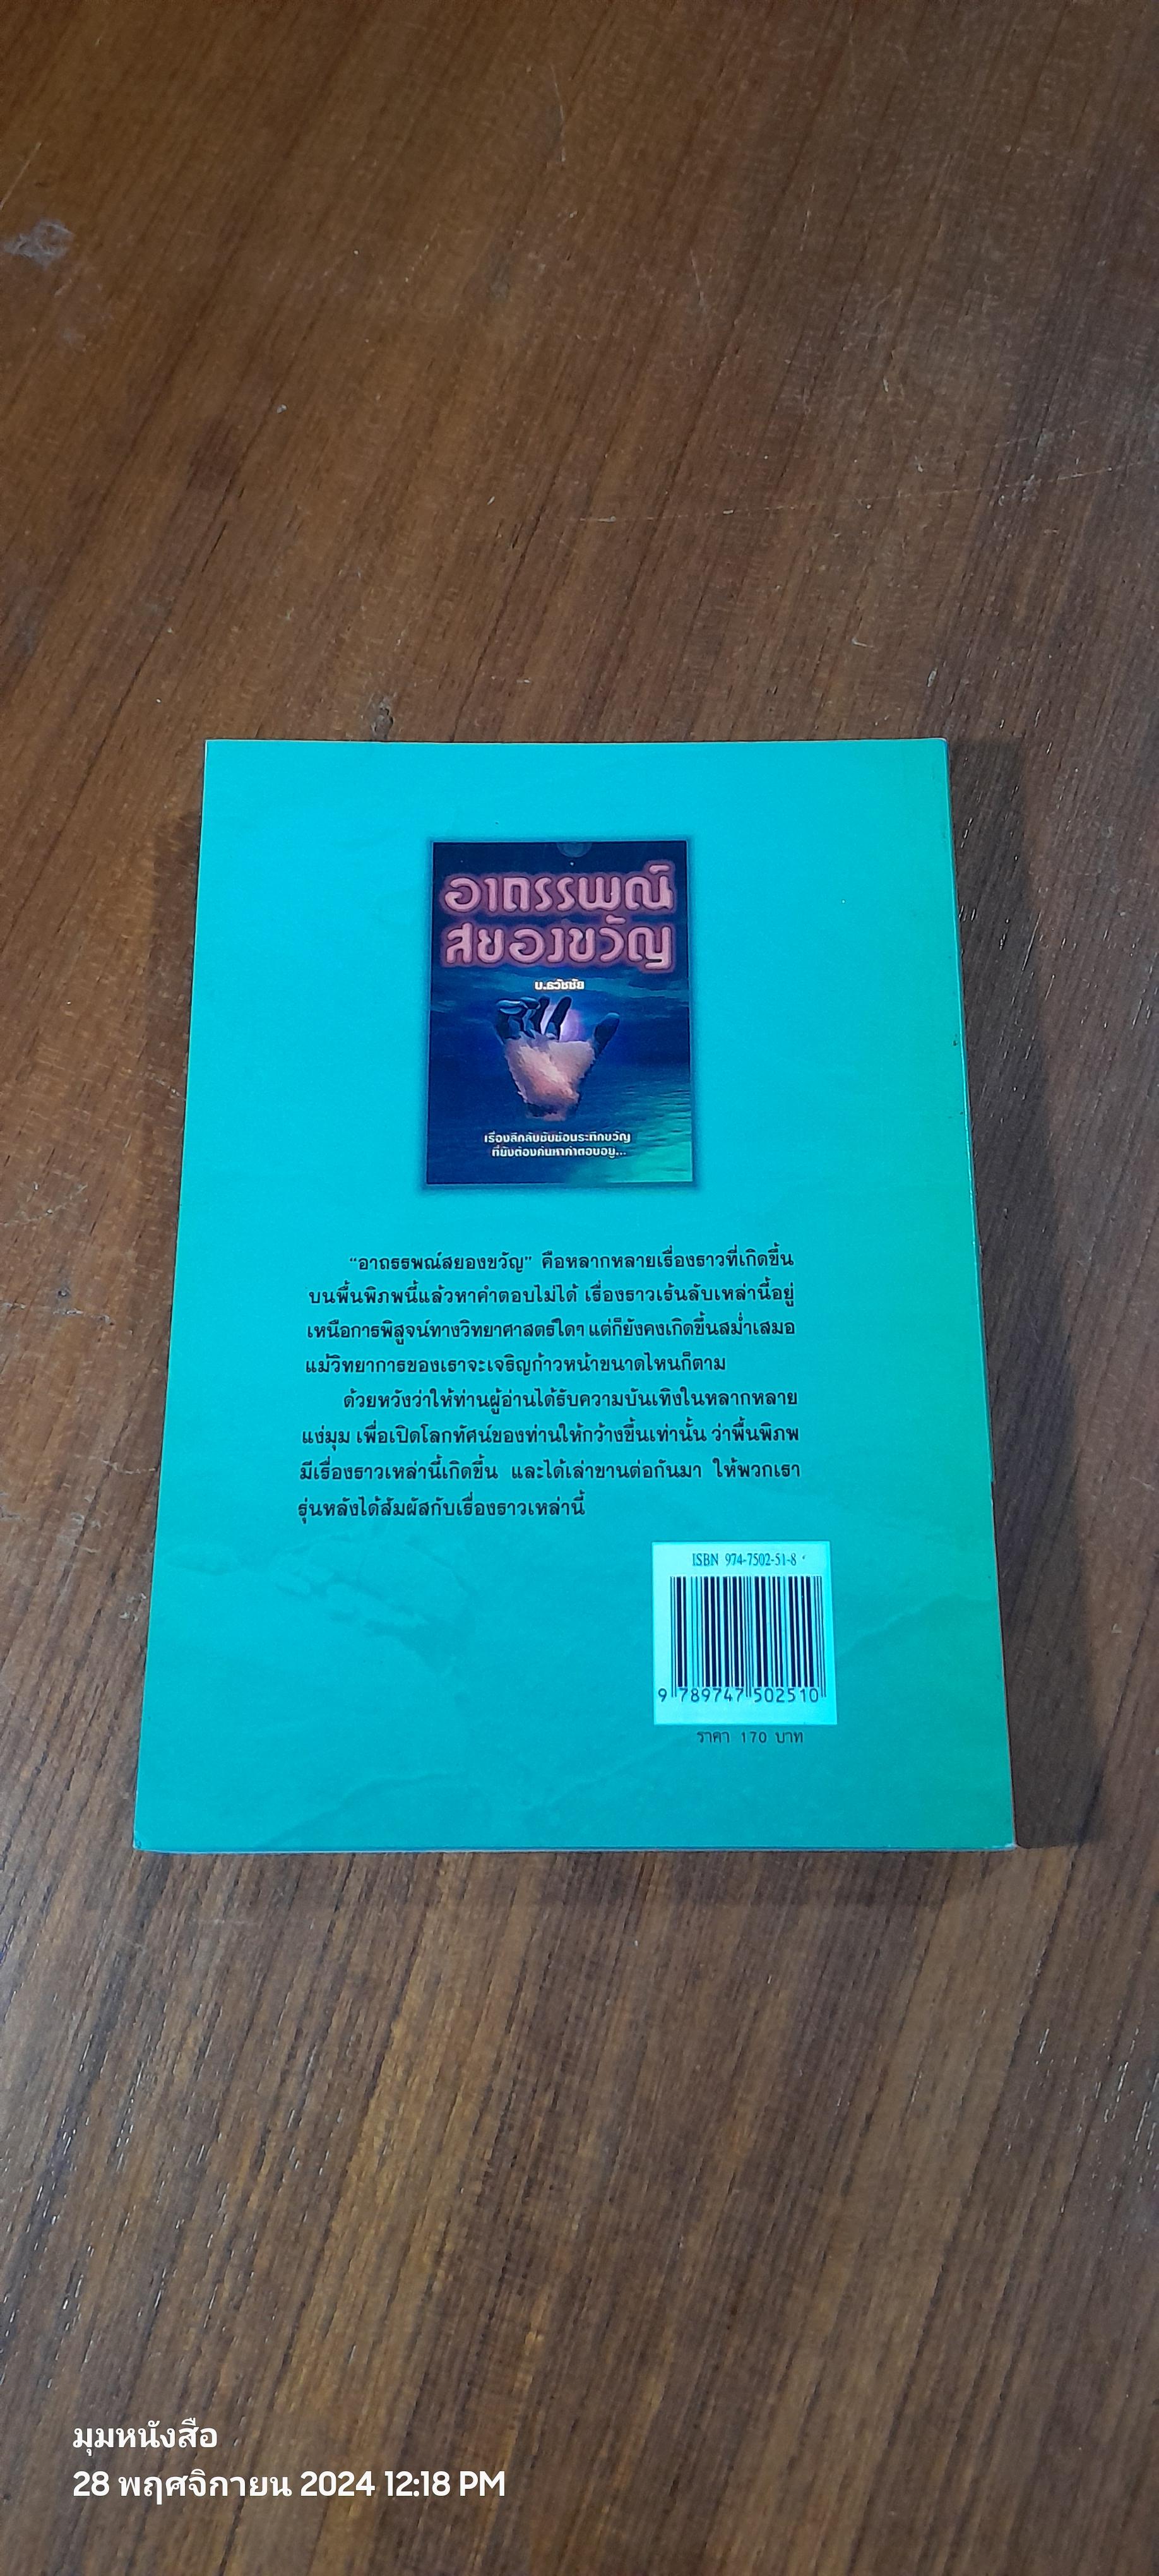 อาถรรพณ์
สยองขวัญ
บ.ธวัชชัย
เรื่องลึกลับซับซ้อนระทึกขวัญ
ที่ยังต้องค้นหาคำตอบอยู่...
“อาถรรพณ์สยองขวัญ” คือหลากหลายเรื่องราวที่เกิดขึ้น
บนพื้นพิภพนี้แล้วหาคำตอบไม่ได้ เรื่องราวเร้นลับเหล่านี้อยู่
เหนือการพิสูจน์ทางวิทยาศาสตร์ใดๆ แต่ก็ยังคงเกิดขึ้นสม่ำเสมอ
แม้วิทยาการของเราจะเจริญก้าวหน้าขนาดไหนก็ตาม
ด้วยหวังว่าให้ท่านผู้อ่านได้รับความบันเทิงในหลากหลาย
แง่มุม เพื่อเปิดโลกทัศน์ของท่านให้กว้างขึ้นเท่านั้น ว่าพื้นพิภพ
มีเรื่องราวเหล่านี้เกิดขึ้น และได้เล่าขานต่อกันมา ให้พวกเรา
รุ่นหลังได้สัมผัสกับเรื่องราวเหล่านี้
ISBN 974-7502-51-8
9 789747 502510
ราคา 170 บาท
มุมหนังสือ
28 พฤศจิกายน 2024 12:18 PM